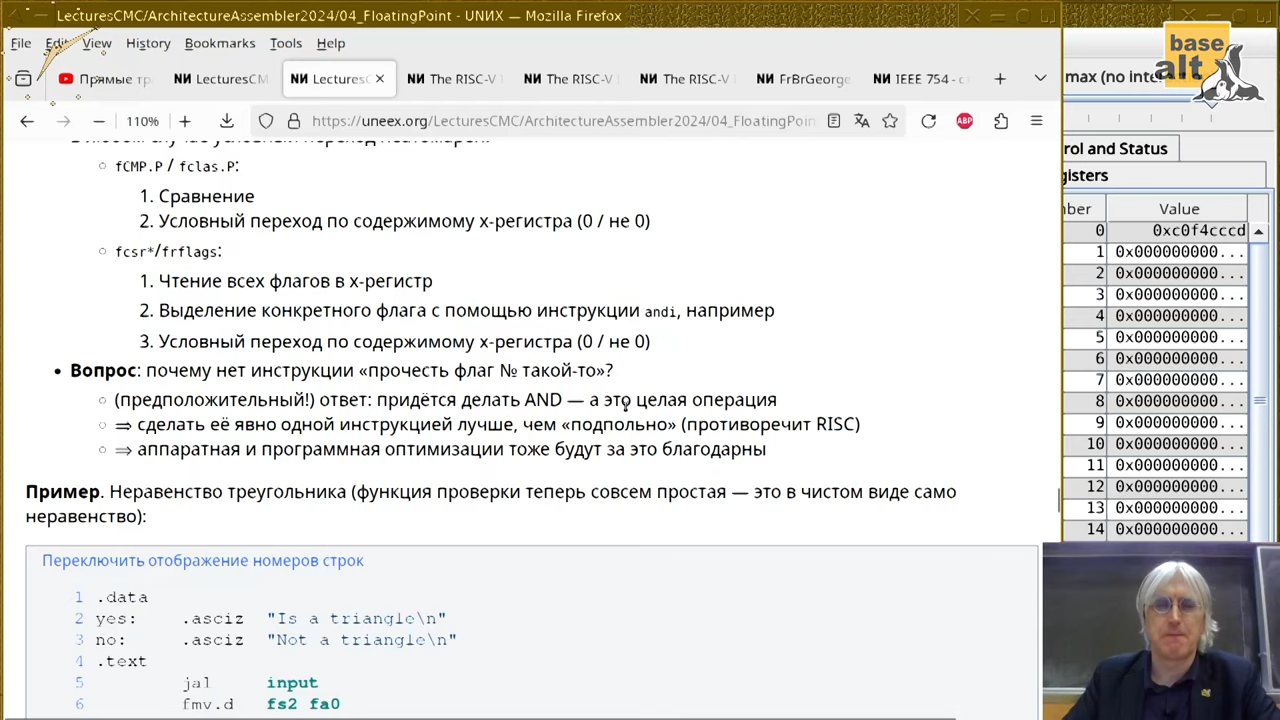 LecturesCMC/ArchitectureAssembler2024/04_FloatingPoint - UNИX — Mozilla Firefox
File Edit View History Bookmarks Tools Help
base alt
Прямые тр LecturesCM LecturesC The RISC-V The RISC-V The RISC-V FrBrGeorge IEEE 754 - с
max (no inte
110% https://uneex.org/LecturesCMC/ArchitectureAssembler2024/04_FloatingPoin ABP
rol and Status
gisters
fCMP.P / fclas.P:
1. Сравнение
2. Условный переход по содержимому x-регистра (0 / не 0)
fcsr*/frflags:
1. Чтение всех флагов в x-регистр
2. Выделение конкретного флага с помощью инструкции andi, например
3. Условный переход по содержимому x-регистра (0 / не 0)
• Вопрос: почему нет инструкции «прочесть флаг № такой-то»?
(предположительный!) ответ: придётся делать AND — а это целая операция
⇒ сделать её явно одной инструкцией лучше, чем «подпольно» (противоречит RISC)
⇒ аппаратная и программная оптимизации тоже будут за это благодарны
Пример. Неравенство треугольника (функция проверки теперь совсем простая — это в чистом виде само
неравенство):
Переключить отображение номеров строк
1 .data
2 yes: .asciz "Is a triangle\n"
3 no: .asciz "Not a triangle\n"
4 .text
5 jal input
6 fmv.d fs2 fa0
ber Value
0 0xc0f4cccd
1 0x000000000...
2 0x000000000...
3 0x000000000...
4 0x000000000...
5 0x000000000...
6 0x000000000...
7 0x000000000...
8 0x000000000...
9 0x000000000...
10 0x000000000...
11 0x000000000...
12 0x000000000...
13 0x000000000...
14 0x000000000...